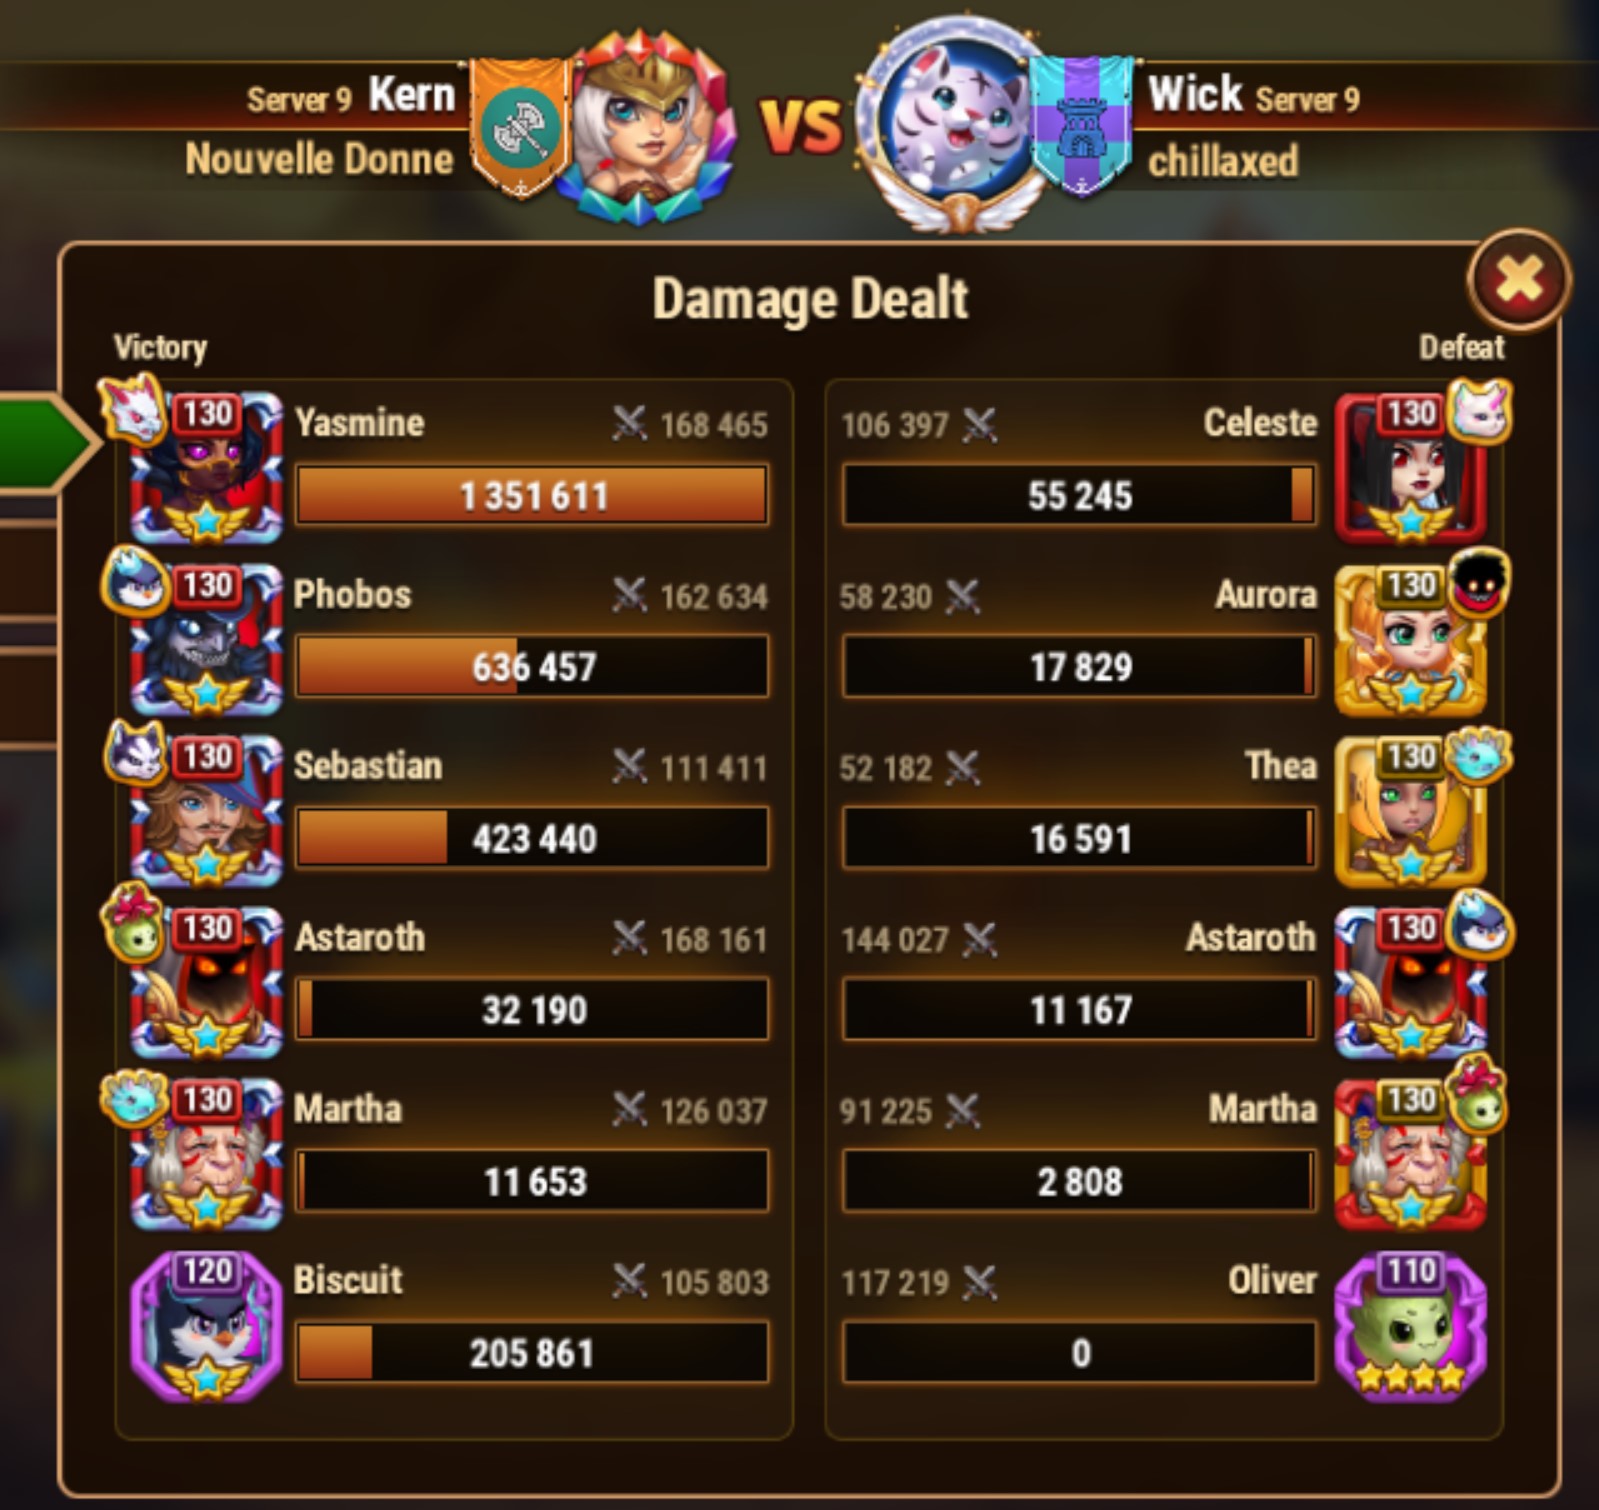 Server 9 Kern
Nouvelle Donne
VS
Wick Server 9
chillaxed
Damage Dealt
Victory
Defeat
130 Yasmine 168 465
1 351 611
106 397 Celeste 130
55 245
130 Phobos 162 634
636 457
58 230 Aurora 130
17 829
130 Sebastian 111 411
423 440
52 182 Thea 130
16 591
130 Astaroth 168 161
32 190
144 027 Astaroth 130
11 167
130 Martha 126 037
11 653
91 225 Martha 130
2 808
120 Biscuit 105 803
205 861
117 219 Oliver 110
0